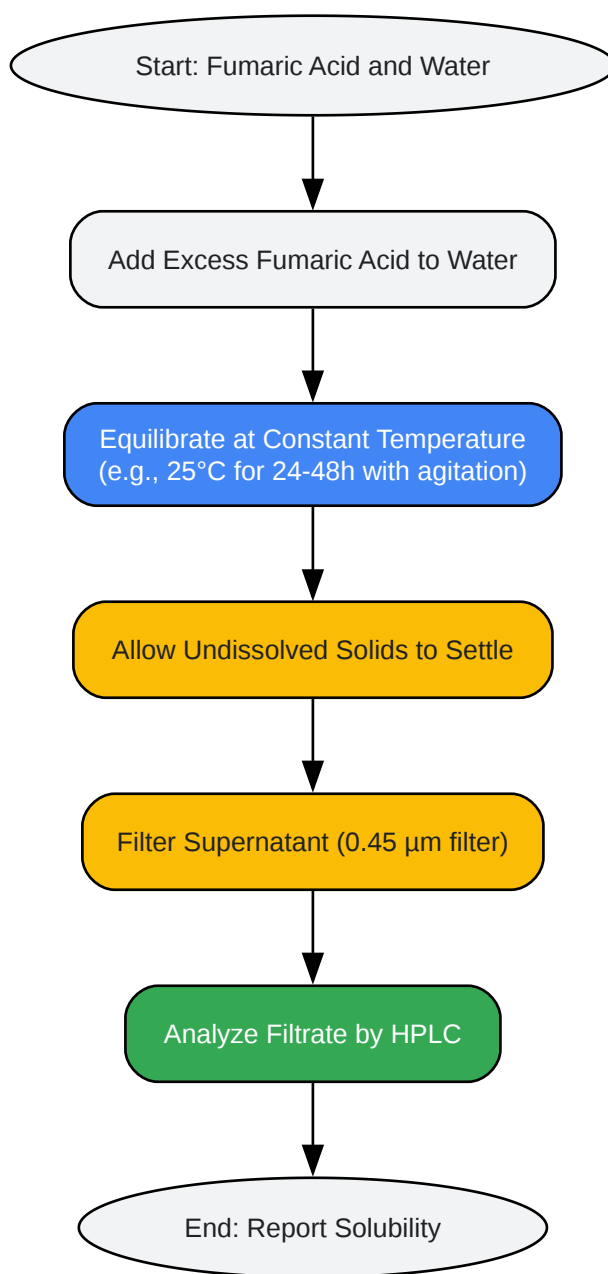 Start: Fumaric Acid and Water
Add Excess Fumaric Acid to Water
Equilibrate at Constant Temperature
(e.g., 25°C for 24-48h with agitation)
Allow Undissolved Solids to Settle
Filter Supernatant (0.45 µm filter)
Analyze Filtrate by HPLC
End: Report Solubility